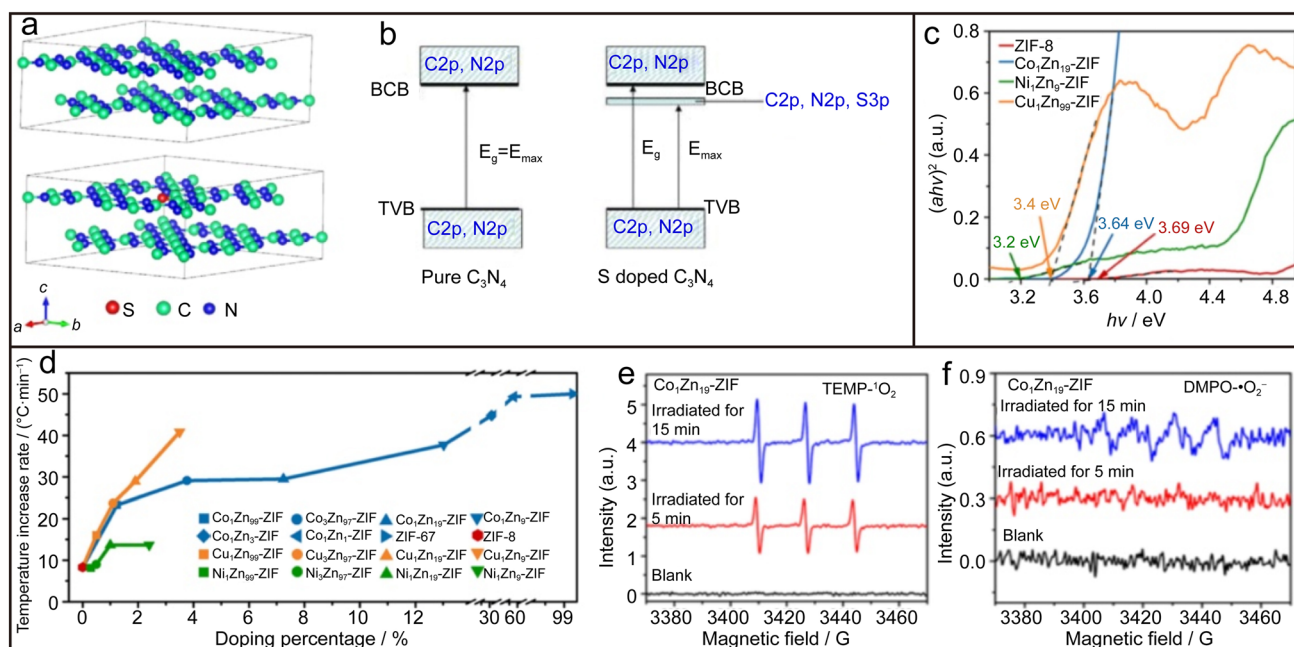 a
S
C
N
c
a
b
b
C2p, N2p
BCB
E_g=E_max
TVB
C2p, N2p
Pure C₃N₄
C2p, N2p
BCB
C2p, N2p, S3p
E_g
E_max
TVB
C2p, N2p
S doped C₃N₄
c
0.8
0.6
0.4
0.2
0.0
(ahv)²(a.u.)
ZIF-8
Co₁Zn₁₉-ZIF
Ni₁Zn₉-ZIF
Cu₁Zn₉₉-ZIF
3.4 eV
3.64 eV
3.69 eV
3.2 eV
3.2 3.6 4.0 4.4 4.8
hv / eV
d
Temperature increase rate / (°C·min⁻¹)
50
40
30
20
10
0
Co₁Zn₉₉-ZIF Co₃Zn₉₇-ZIF Co₁Zn₁₉-ZIF Co₁Zn₉-ZIF
Co₁Zn₃-ZIF Co₁Zn₁-ZIF ZIF-67 ZIF-8
Cu₁Zn₉₉-ZIF Cu₃Zn₉₇-ZIF Cu₁Zn₁₉-ZIF Cu₁Zn₉-ZIF
Ni₁Zn₉₉-ZIF Ni₃Zn₉₇-ZIF Ni₁Zn₁₉-ZIF Ni₁Zn₉-ZIF
0 2 4 6 8 10 12 30 60 99
Doping percentage / %
e
Co₁Zn₁₉-ZIF TEMP-¹O₂
Irradiated for
15 min
Irradiated for
5 min
Blank
5
4
3
2
1
0
Intensity (a.u.)
3380 3400 3420 3440 3460
Magnetic field / G
f
Co₁Zn₁₉-ZIF DMPO-•O₂⁻
Irradiated for 15 min
Irradiated for 5 min
Blank
0.9
0.6
0.3
0.0
Intensity (a.u.)
3380 3400 3420 3440 3460
Magnetic field / G